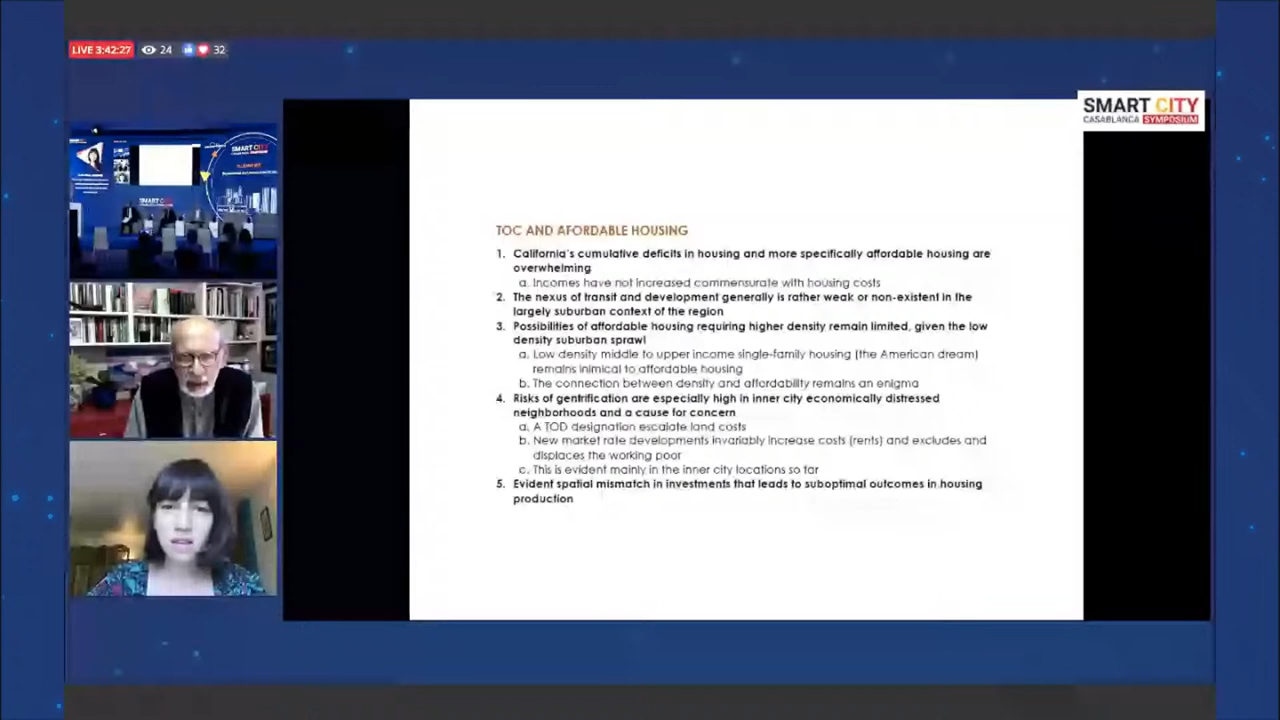 LIVE 3:42:27 24 32
SMART CITY
CASABLANCA SYMPOSIUM
SMART CITY
SMART CITY
TOC AND AFORDABLE HOUSING
1. California's cumulative deficits in housing and more specifically affordable housing are
overwhelming
a. Incomes have not increased commensurate with housing costs
2. The nexus of transit and development generally is rather weak or non-existent in the
largely suburban context of the region
3. Possibilities of affordable housing requiring higher density remain limited, given the low
density suburban sprawl
a. Low density middle to upper income single-family housing (the American dream)
remains inimical to affordable housing
b. The connection between density and affordability remains an enigma
4. Risks of gentrification are especially high in inner city economically distressed
neighborhoods and a cause for concern
a. A TOD designation escalate land costs
b. New market rate developments invariably increase costs (rents) and excludes and
displaces the working poor
c. This is evident mainly in the inner city locations so far
5. Evident spatial mismatch in investments that leads to suboptimal outcomes in housing
production